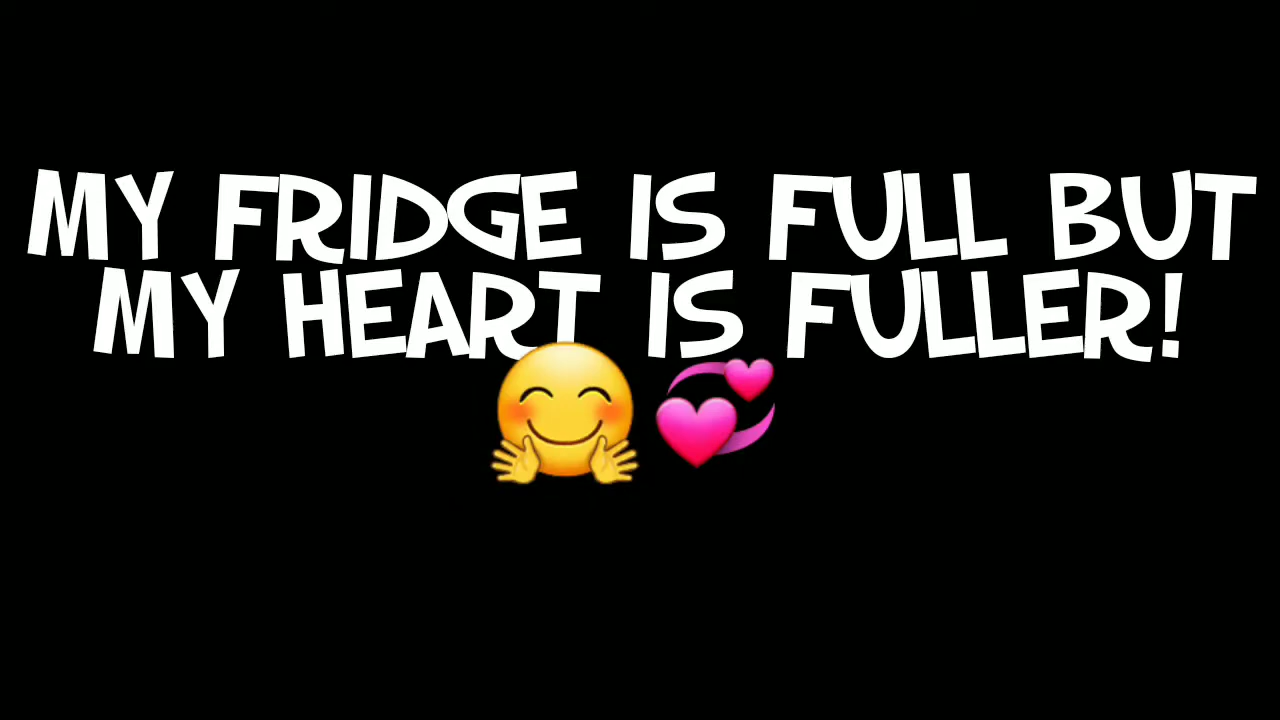 MY FRIDGE IS FULL BUT
MY HEART IS FULLER!
🤗💞